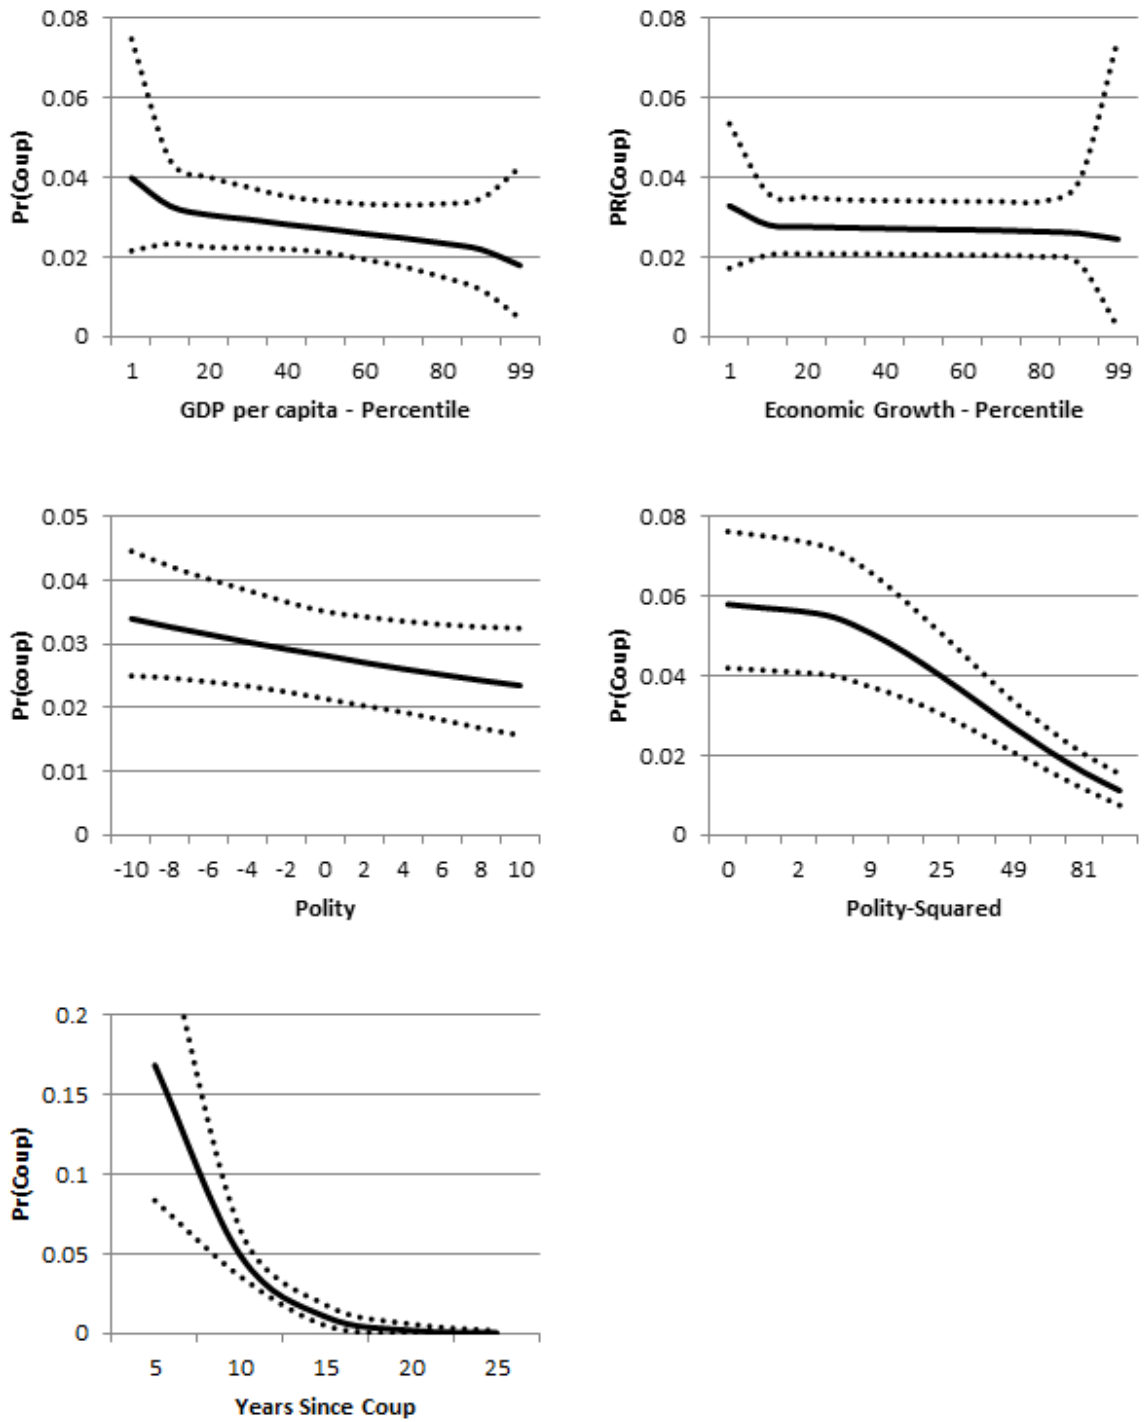 0.08
0.06
0.04
0.02
0
Pr(Coup)
1 20 40 60 80 99
GDP per capita - Percentile
0.08
0.06
0.04
0.02
0
PR(Coup)
1 20 40 60 80 99
Economic Growth - Percentile
0.05
0.04
0.03
0.02
0.01
0
Pr(coup)
-10 -8 -6 -4 -2 0 2 4 6 8 10
Polity
0.08
0.06
0.04
0.02
0
Pr(Coup)
0 2 9 25 49 81
Polity-Squared
0.2
0.15
0.1
0.05
0
Pr(Coup)
5 10 15 20 25
Years Since Coup